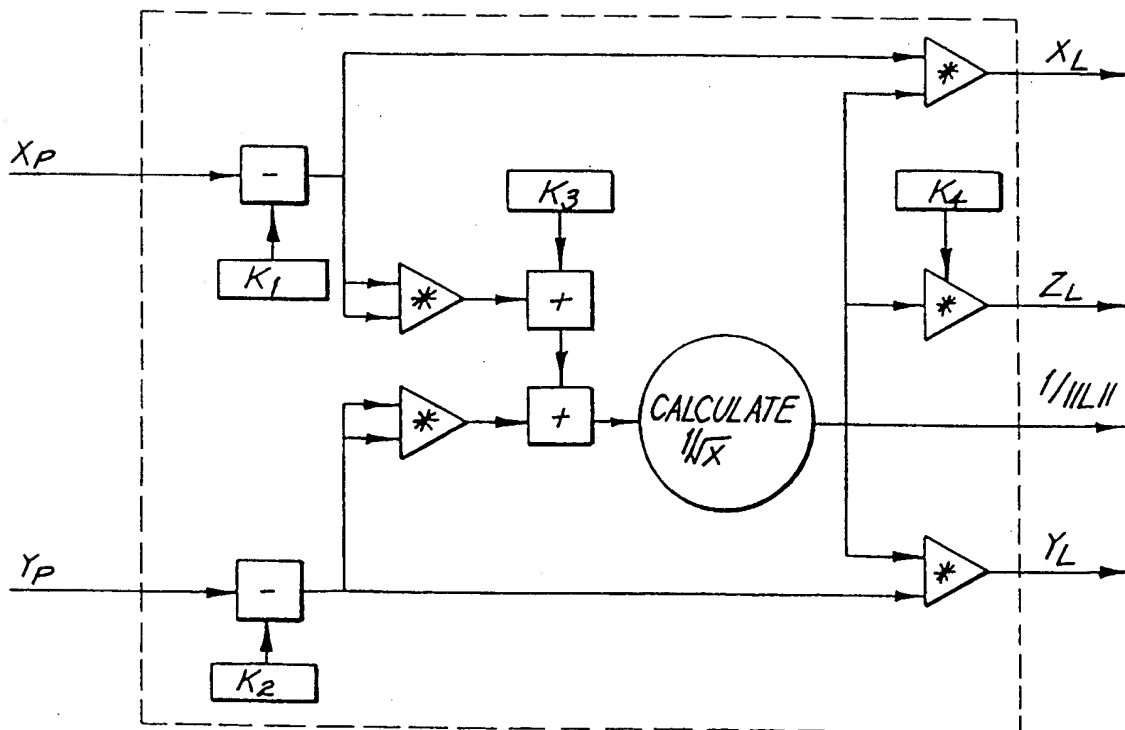 X_L
*
X_P
-
K_3
K_4
K_1
*
+
*
Z_L
1/||L||
*
+
CALCULATE
1/√X
Y_P
-
*
Y_L
K_2